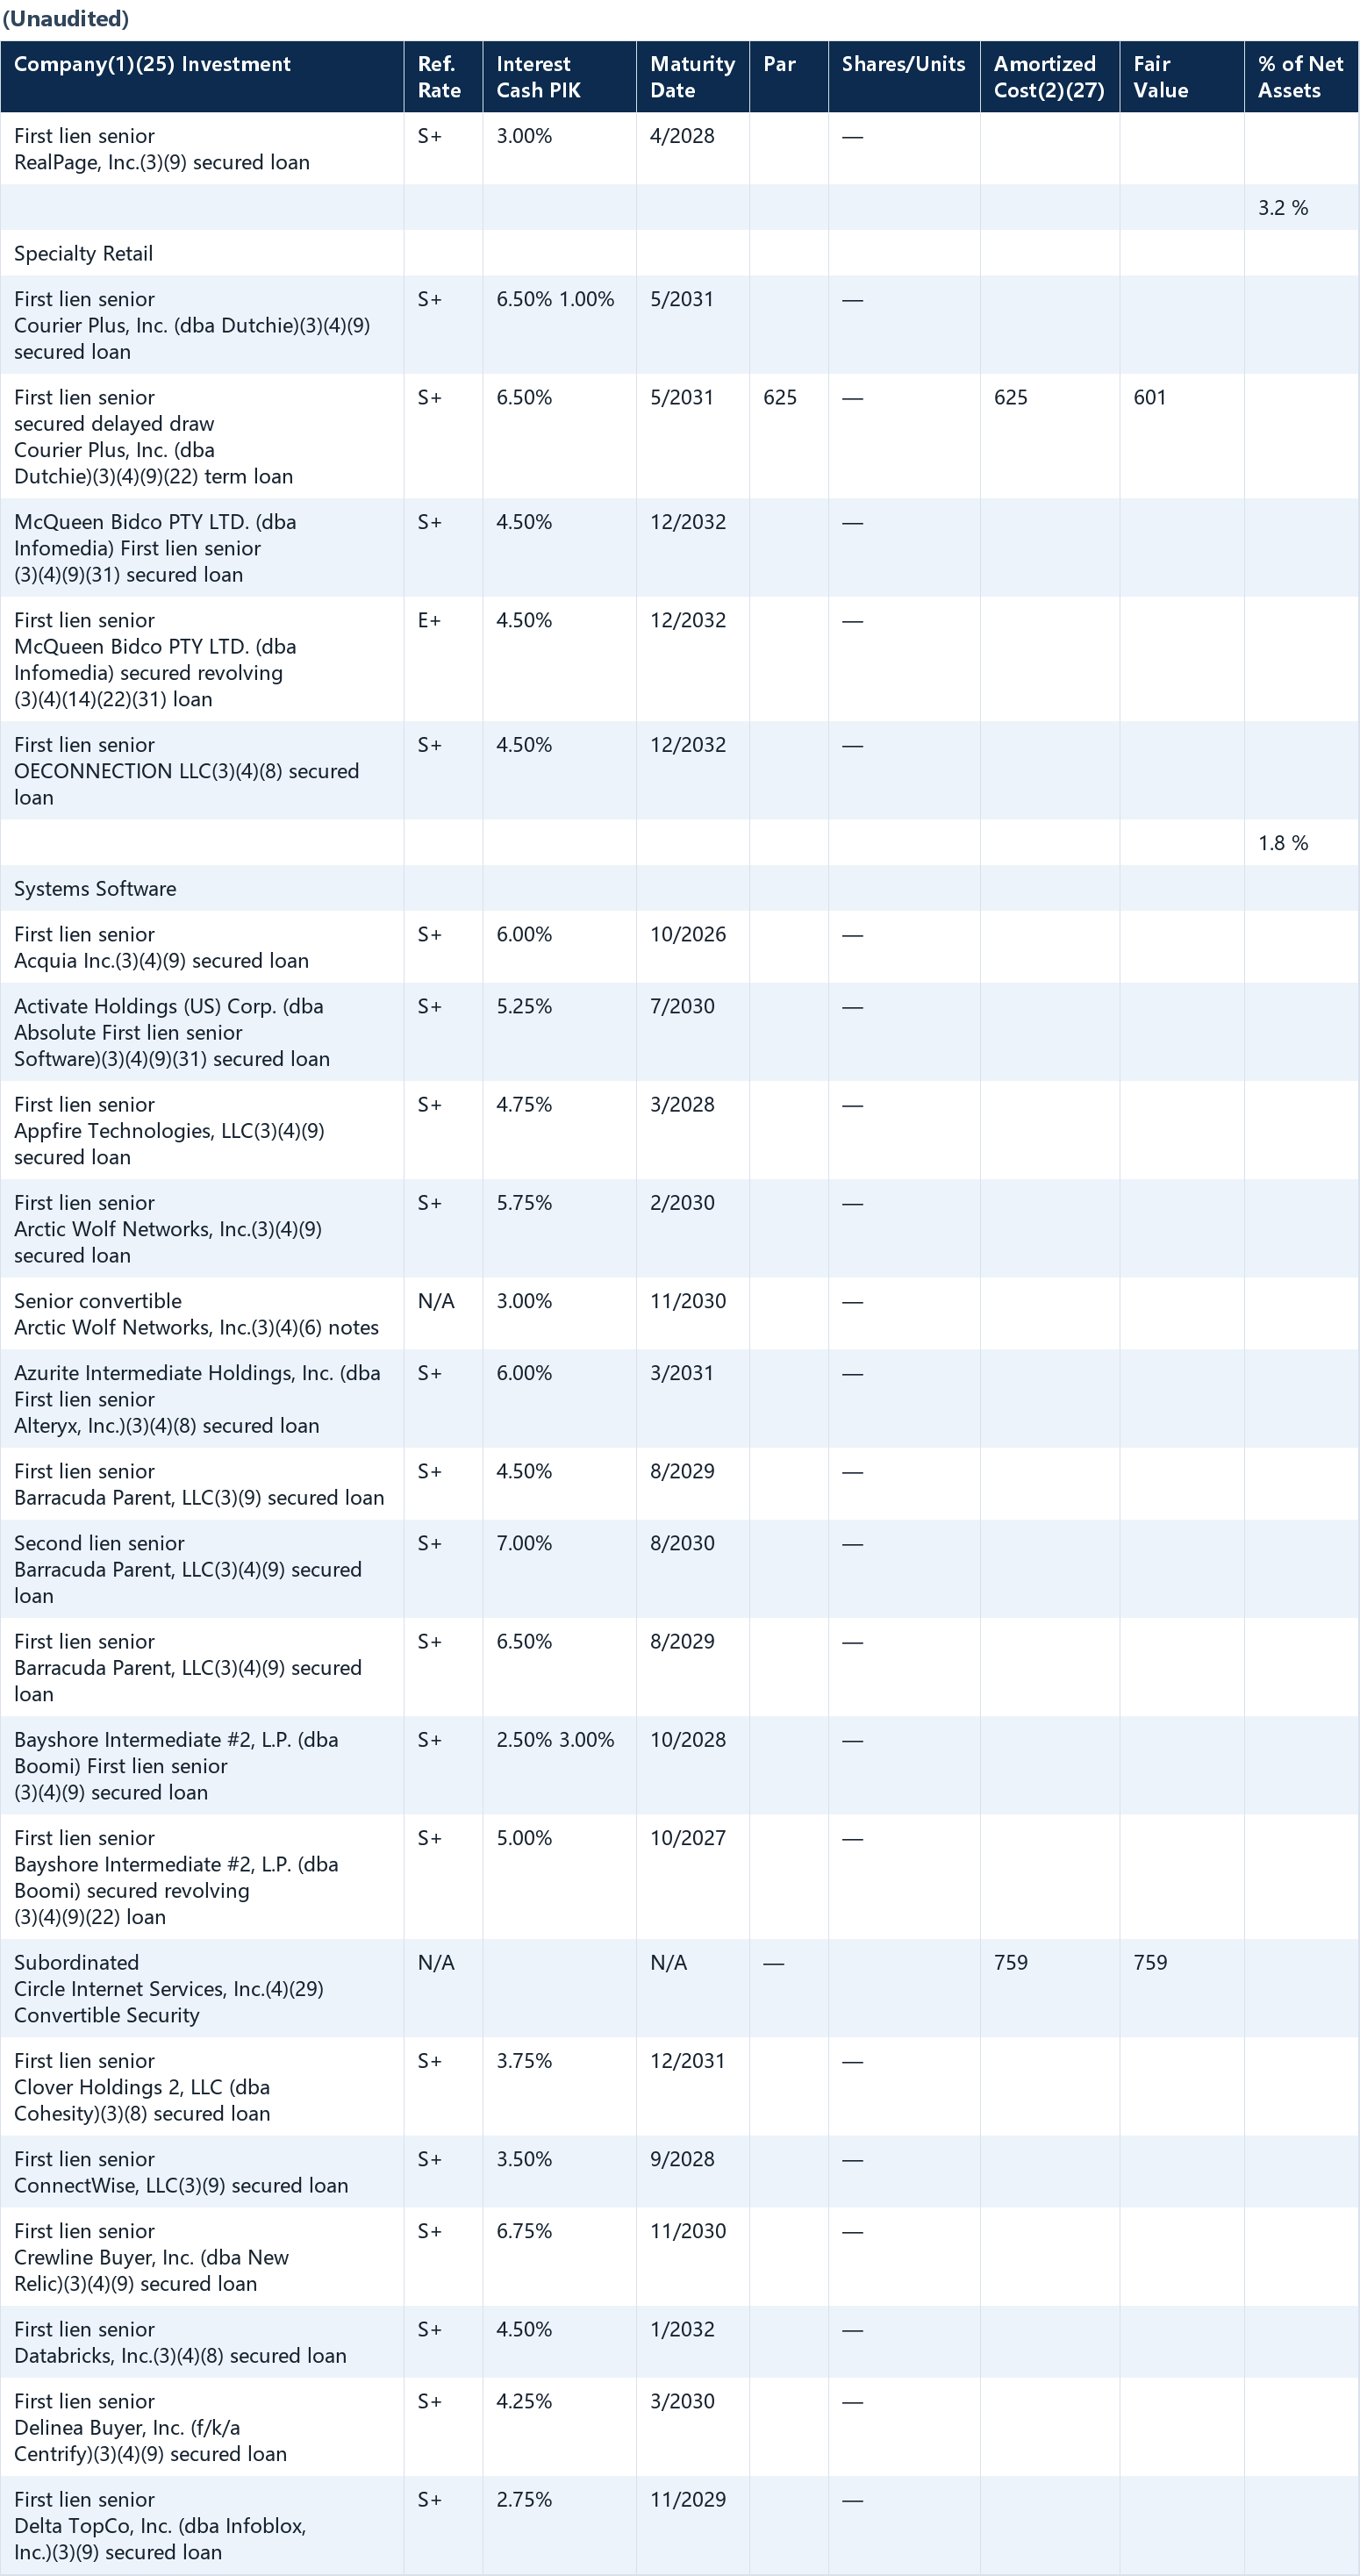 (Unaudited)
Company(1)(25) Investment Ref. Rate Interest Cash PIK Maturity Date Par Shares/Units Amortized Cost(2)(27) Fair Value % of Net Assets
First lien senior S+ 3.00% 4/2028 —
RealPage, Inc.(3)(9) secured loan
3.2 %
Specialty Retail
First lien senior S+ 6.50% 1.00% 5/2031 —
Courier Plus, Inc. (dba Dutchie)(3)(4)(9)
secured loan
First lien senior S+ 6.50% 5/2031 625 — 625 601
secured delayed draw
Courier Plus, Inc. (dba
Dutchie)(3)(4)(9)(22) term loan
McQueen Bidco PTY LTD. (dba S+ 4.50% 12/2032 —
Infomedia) First lien senior
(3)(4)(9)(31) secured loan
First lien senior E+ 4.50% 12/2032 —
McQueen Bidco PTY LTD. (dba
Infomedia) secured revolving
(3)(4)(14)(22)(31) loan
First lien senior S+ 4.50% 12/2032 —
OECONNECTION LLC(3)(4)(8) secured
loan
1.8 %
Systems Software
First lien senior S+ 6.00% 10/2026 —
Acquia Inc.(3)(4)(9) secured loan
Activate Holdings (US) Corp. (dba S+ 5.25% 7/2030 —
Absolute First lien senior
Software)(3)(4)(9)(31) secured loan
First lien senior S+ 4.75% 3/2028 —
Appfire Technologies, LLC(3)(4)(9)
secured loan
First lien senior S+ 5.75% 2/2030 —
Arctic Wolf Networks, Inc.(3)(4)(9)
secured loan
Senior convertible N/A 3.00% 11/2030 —
Arctic Wolf Networks, Inc.(3)(4)(6) notes
Azurite Intermediate Holdings, Inc. (dba S+ 6.00% 3/2031 —
First lien senior
Alteryx, Inc.)(3)(4)(8) secured loan
First lien senior S+ 4.50% 8/2029 —
Barracuda Parent, LLC(3)(9) secured loan
Second lien senior S+ 7.00% 8/2030 —
Barracuda Parent, LLC(3)(4)(9) secured
loan
First lien senior S+ 6.50% 8/2029 —
Barracuda Parent, LLC(3)(4)(9) secured
loan
Bayshore Intermediate #2, L.P. (dba S+ 2.50% 3.00% 10/2028 —
Boomi) First lien senior
(3)(4)(9) secured loan
First lien senior S+ 5.00% 10/2027 —
Bayshore Intermediate #2, L.P. (dba
Boomi) secured revolving
(3)(4)(9)(22) loan
Subordinated N/A N/A — 759 759
Circle Internet Services, Inc.(4)(29)
Convertible Security
First lien senior S+ 3.75% 12/2031 —
Clover Holdings 2, LLC (dba
Cohesity)(3)(8) secured loan
First lien senior S+ 3.50% 9/2028 —
ConnectWise, LLC(3)(9) secured loan
First lien senior S+ 6.75% 11/2030 —
Crewline Buyer, Inc. (dba New
Relic)(3)(4)(9) secured loan
First lien senior S+ 4.50% 1/2032 —
Databricks, Inc.(3)(4)(8) secured loan
First lien senior S+ 4.25% 3/2030 —
Delinea Buyer, Inc. (f/k/a
Centrify)(3)(4)(9) secured loan
First lien senior S+ 2.75% 11/2029 —
Delta TopCo, Inc. (dba Infoblox,
Inc.)(3)(9) secured loan